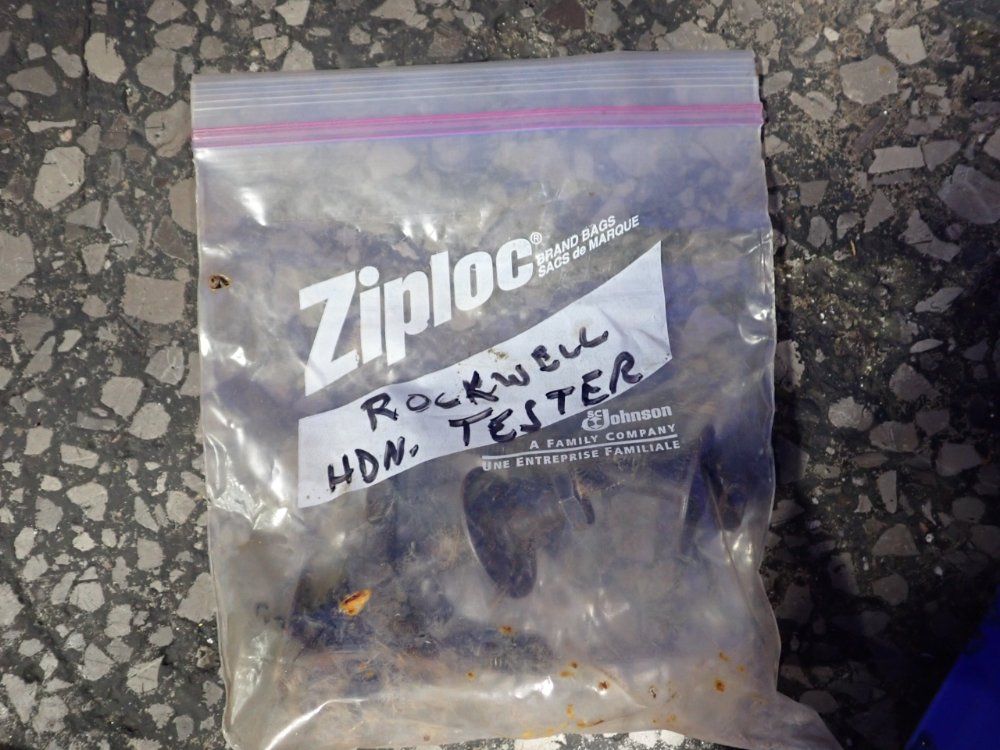 Ziploc®
BRAND BAGS
SACS de MARQUE
ROCKWELL
HDN. TESTER
SC Johnson
A FAMILY COMPANY
UNE ENTREPRISE FAMILIALE